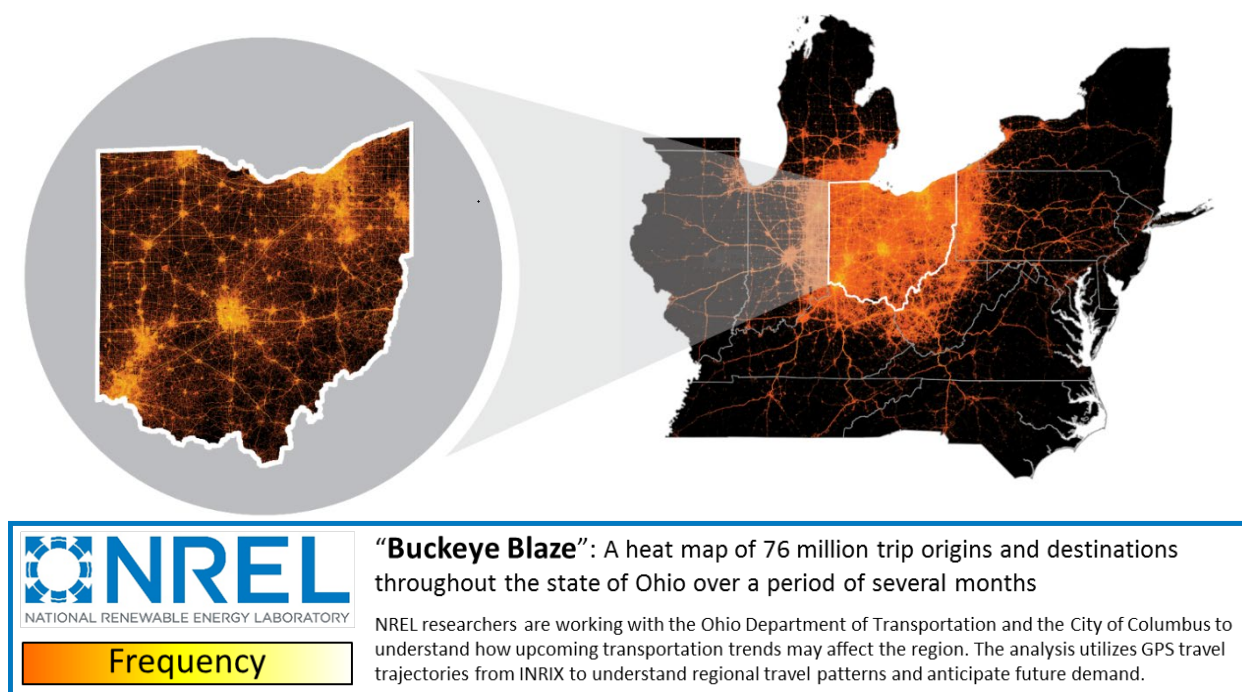 NREL
NATIONAL RENEWABLE ENERGY LABORATORY
Frequency
“Buckeye Blaze”: A heat map of 76 million trip origins and destinations
throughout the state of Ohio over a period of several months
NREL researchers are working with the Ohio Department of Transportation and the City of Columbus to
understand how upcoming transportation trends may affect the region. The analysis utilizes GPS travel
trajectories from INRIX to understand regional travel patterns and anticipate future demand.